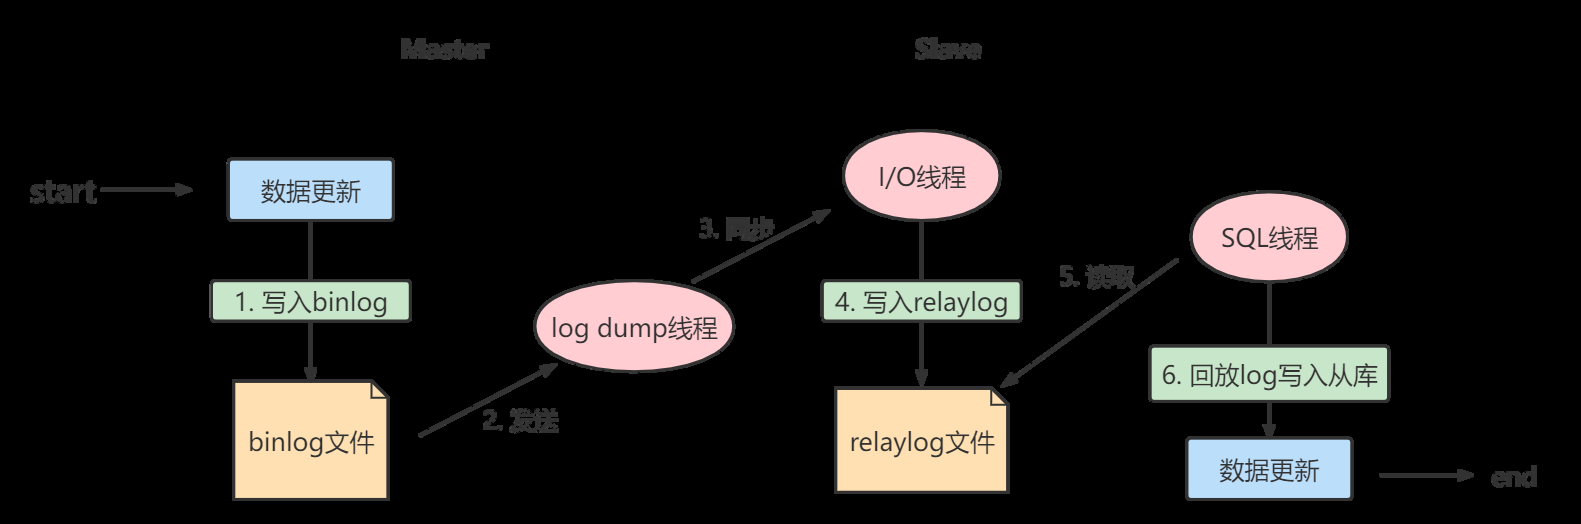 Master
Slave
start
数据更新
1. 写入binlog
binlog文件
2. 发送
log dump线程
3. 同步
I/O线程
4. 写入relaylog
relaylog文件
5. 读取
SQL线程
6. 回放log写入从库
数据更新
end